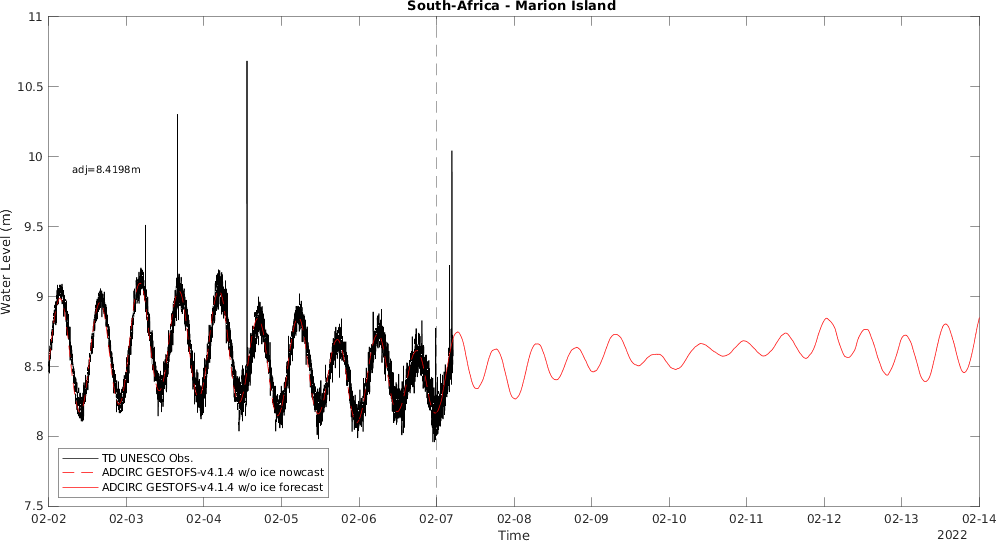 South-Africa - Marion Island
11
10.5
10
9.5
9
8.5
8
7.5
Water Level (m)
adj=8.4198m
TD UNESCO Obs.
ADCIRC GESTOFS-v4.1.4 w/o ice nowcast
ADCIRC GESTOFS-v4.1.4 w/o ice forecast
02-02 02-03 02-04 02-05 02-06 02-07 02-08 02-09 02-10 02-11 02-12 02-13 02-14
Time
2022